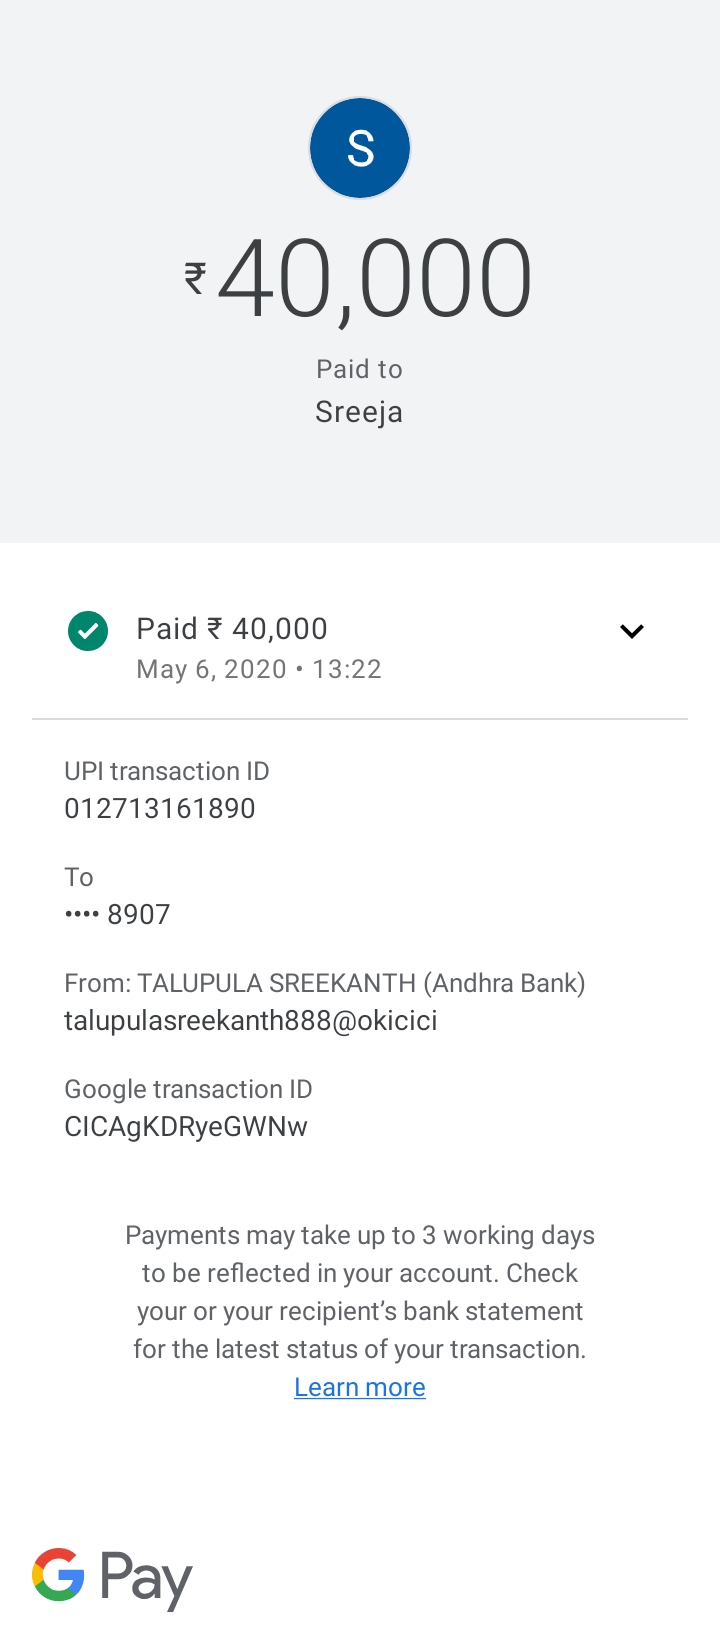 S
₹40,000
Paid to
Sreeja
Paid ₹ 40,000
May 6, 2020 • 13:22
UPI transaction ID
012713161890
To
•••• 8907
From: TALUPULA SREEKANTH (Andhra Bank)
talupulasreekanth888@okicici
Google transaction ID
CICAgKDRyeGWNw
Payments may take up to 3 working days
to be reflected in your account. Check
your or your recipient’s bank statement
for the latest status of your transaction.
Learn more
G Pay